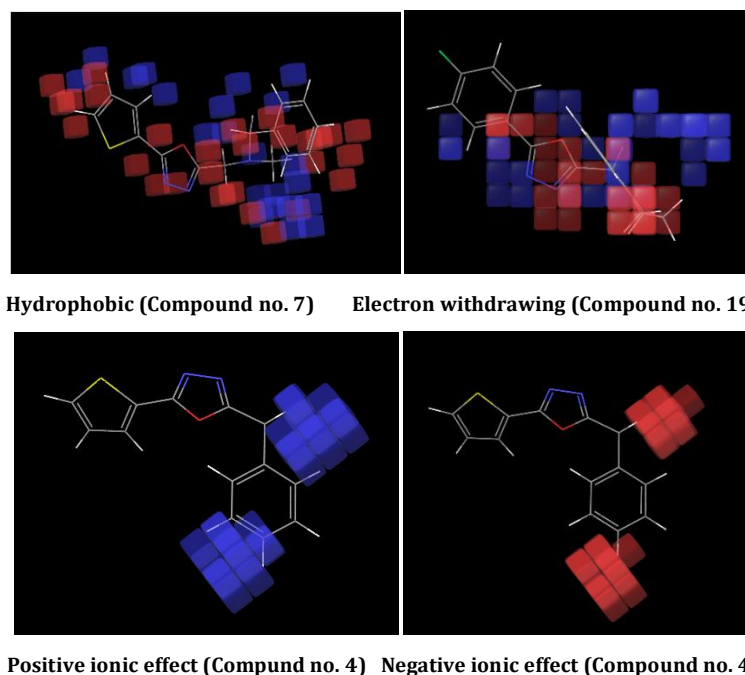 Hydrophobic (Compound no. 7) Electron withdrawing (Compound no. 19
Positive ionic effect (Compund no. 4) Negative ionic effect (Compound no. 4